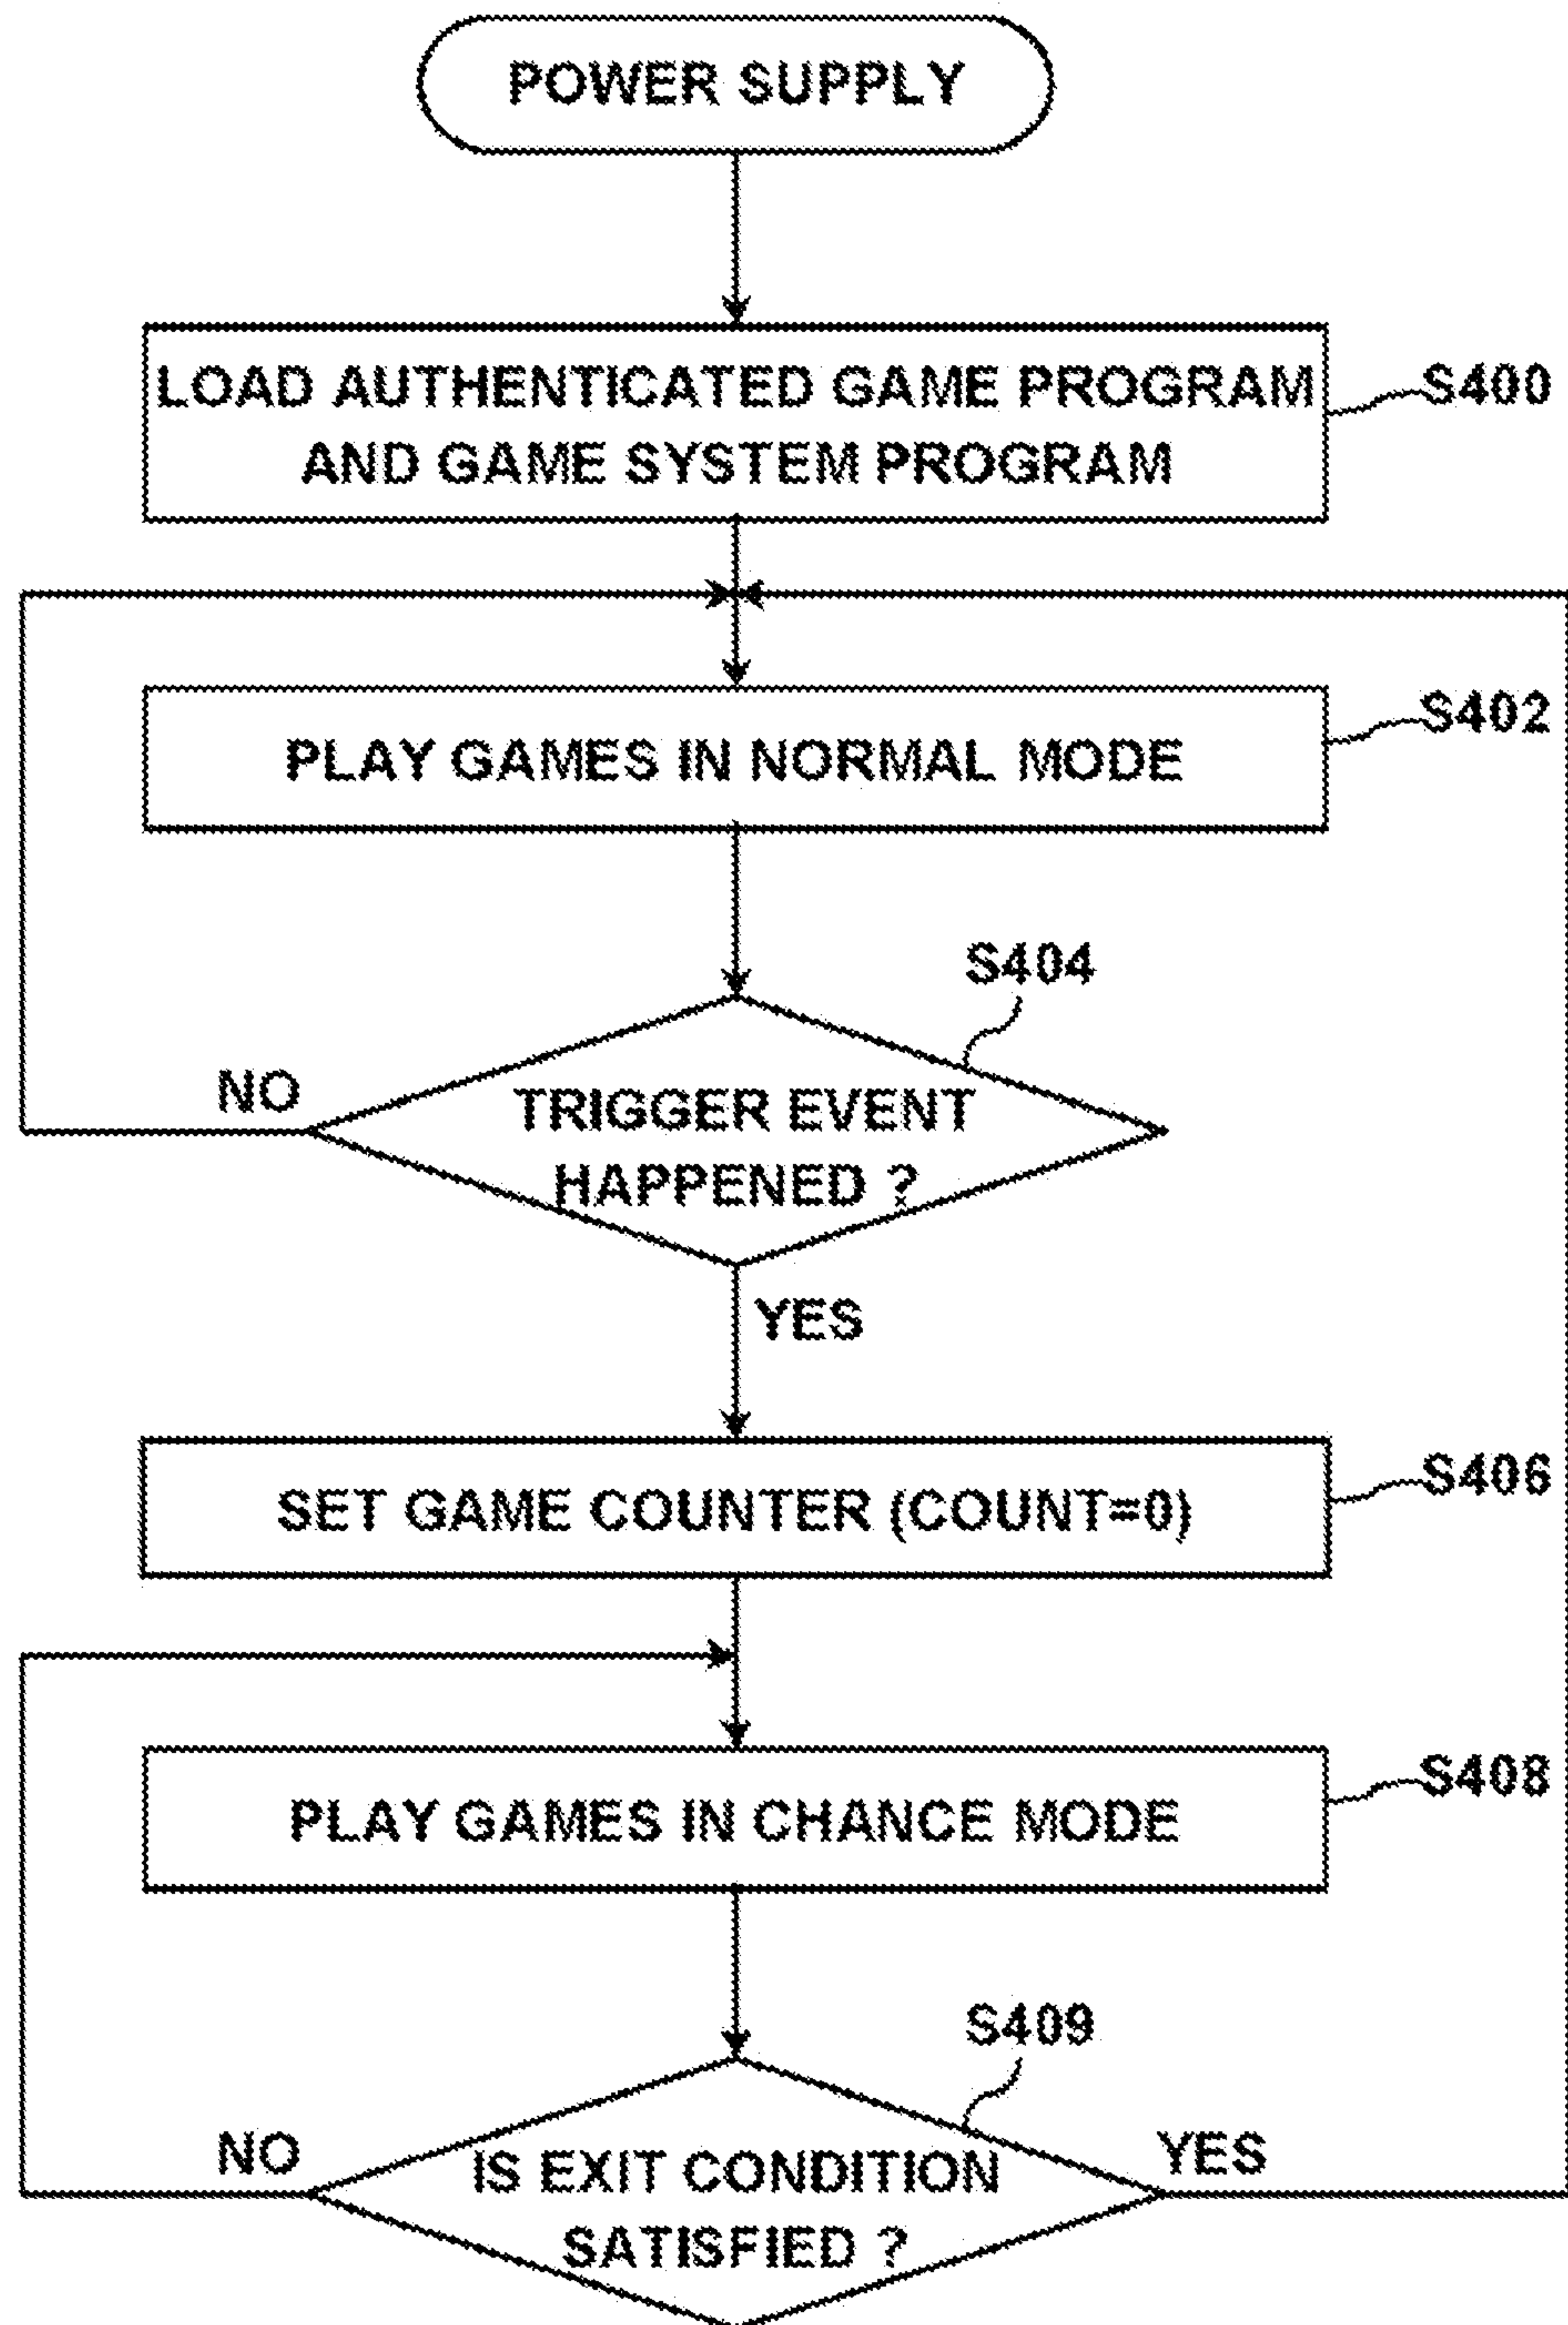 POWER SUPPLY
LOAD AUTHENTICATED GAME PROGRAM
AND GAME SYSTEM PROGRAM
S400
PLAY GAMES IN NORMAL MODE
S402
S404
NO
TRIGGER EVENT
HAPPENED ?
YES
SET GAME COUNTER (COUNT=0)
S406
PLAY GAMES IN CHANCE MODE
S408
S409
NO
IS EXIT CONDITION
SATISFIED ?
YES